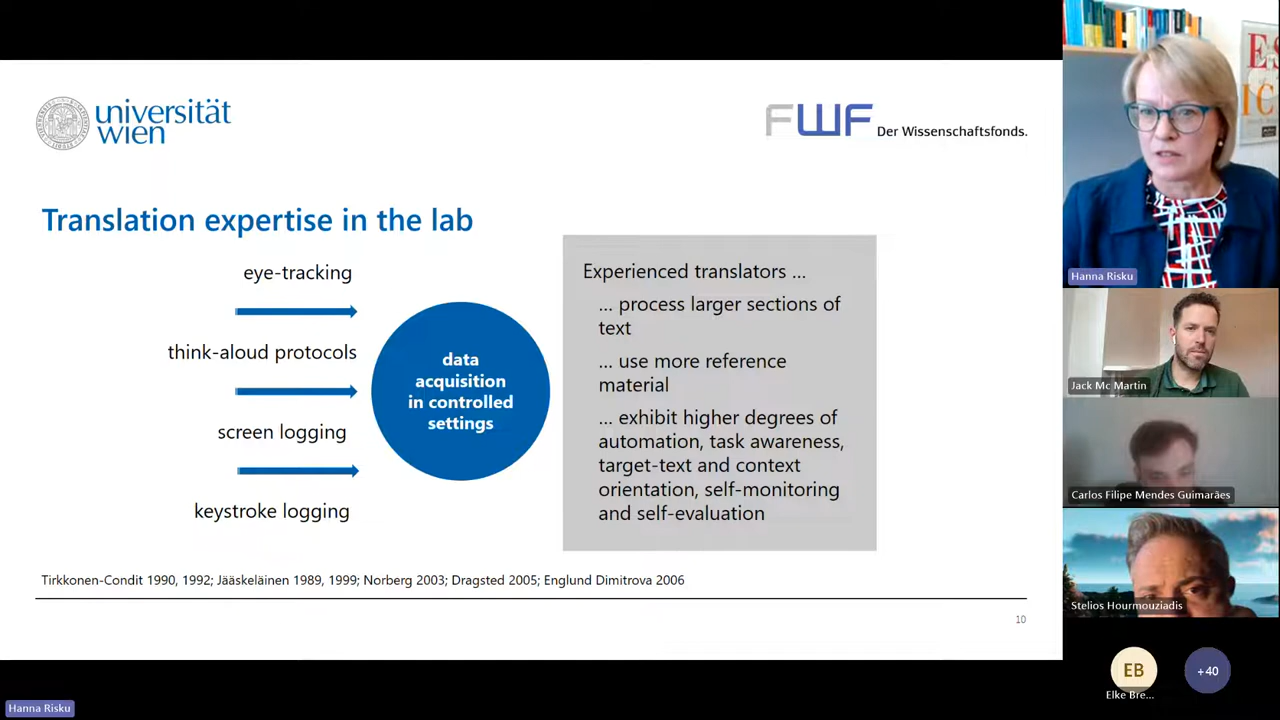 universität
wien
FWF Der Wissenschaftsfonds.
Translation expertise in the lab
eye-tracking
think-aloud protocols
screen logging
keystroke logging
data
acquisition
in controlled
settings
Experienced translators ...
... process larger sections of
text
... use more reference
material
... exhibit higher degrees of
automation, task awareness,
target-text and context
orientation, self-monitoring
and self-evaluation
Tirkkonen-Condit 1990, 1992; Jääskeläinen 1989, 1999; Norberg 2003; Dragsted 2005; Englund Dimitrova 2006
10
Hanna Risku
Jack Mc Martin
Carlos Filipe Mendes Guimarães
Stelios Hourmouziadis
EB
Elke Bre...
+40
Hanna Risku